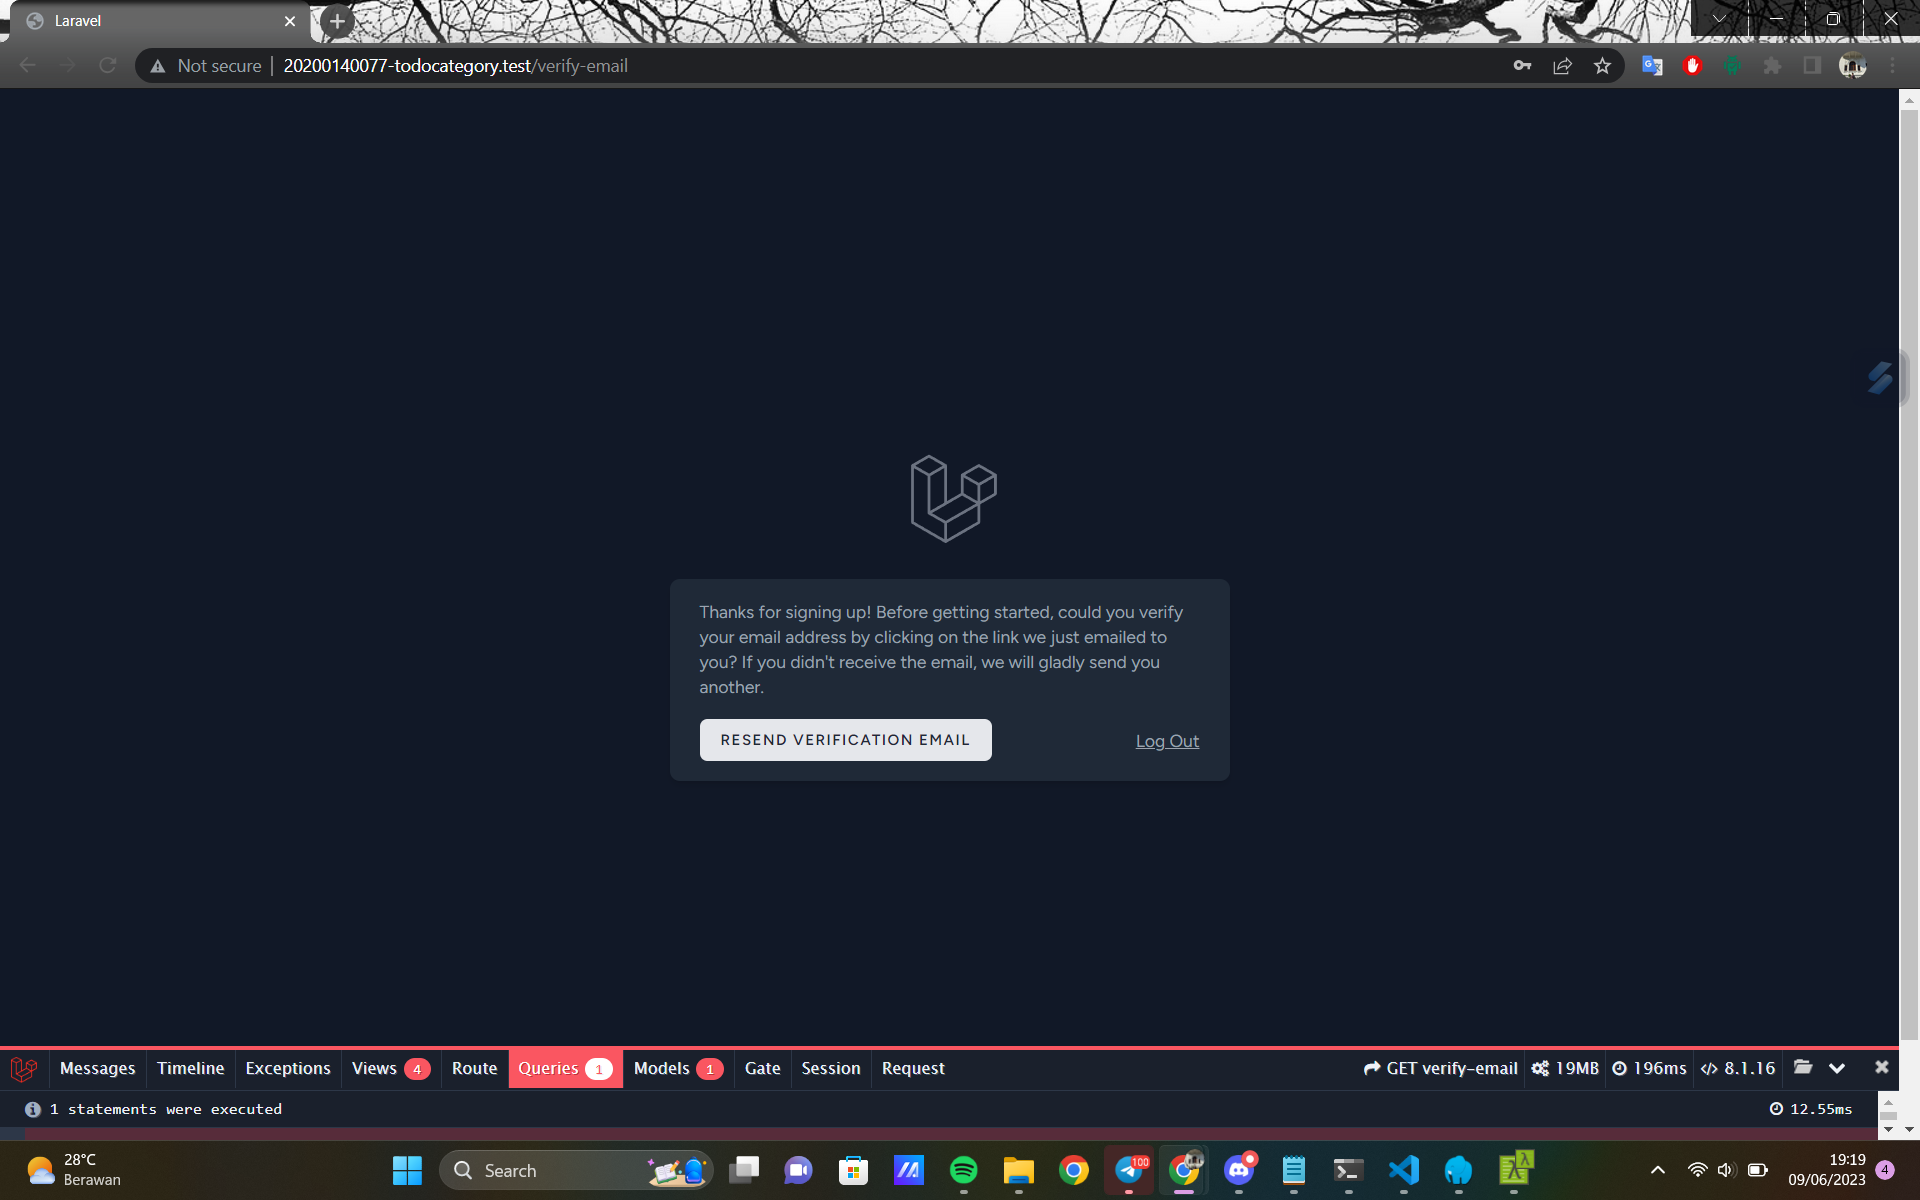 Laravel
Not secure | 20200140077-todocategory.test/verify-email
Thanks for signing up! Before getting started, could you verify
your email address by clicking on the link we just emailed to
you? If you didn't receive the email, we will gladly send you
another.
RESEND VERIFICATION EMAIL
Log Out
Messages Timeline Exceptions Views 4 Route Queries 1 Models 1 Gate Session Request GET verify-email 19MB 196ms 8.1.16
1 statements were executed 12.55ms
28°C
Berawan
Search
100
19:19
09/06/2023
4